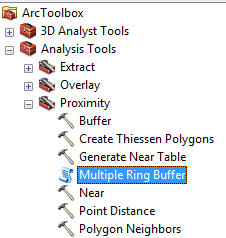 ArcToolbox
3D Analyst Tools
Analysis Tools
Extract
Overlay
Proximity
Buffer
Create Thiessen Polygons
Generate Near Table
Multiple Ring Buffer
Near
Point Distance
Polygon Neighbors